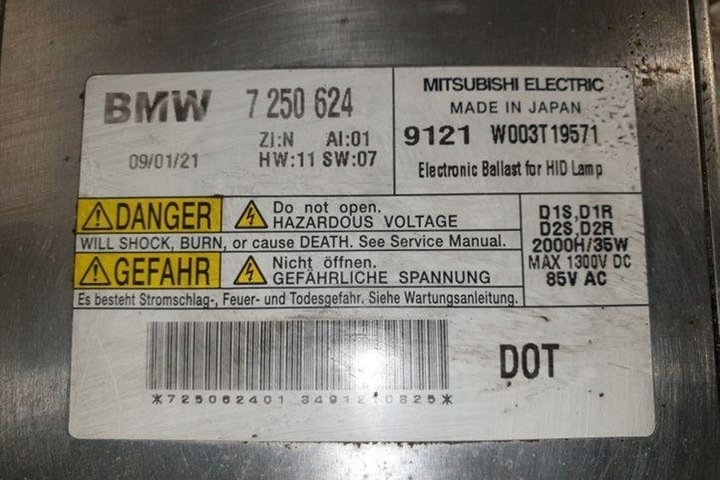 BMW 7 250 624
ZI:N AI:01
09/01/21 HW:11 SW:07
MITSUBISHI ELECTRIC
MADE IN JAPAN
9121 W003T19571
Electronic Ballast for HID Lamp
DANGER Do not open.
HAZARDOUS VOLTAGE
WILL SHOCK, BURN, or cause DEATH. See Service Manual.
GEFAHR Nicht öffnen.
GEFÄHRLICHE SPANNUNG
Es besteht Stromschlag-, Feuer- und Todesgefahr. Siehe Wartungsanleitung.
D1S,D1R
D2S,D2R
2000H/35W
MAX 1300V DC
85V AC
DOT